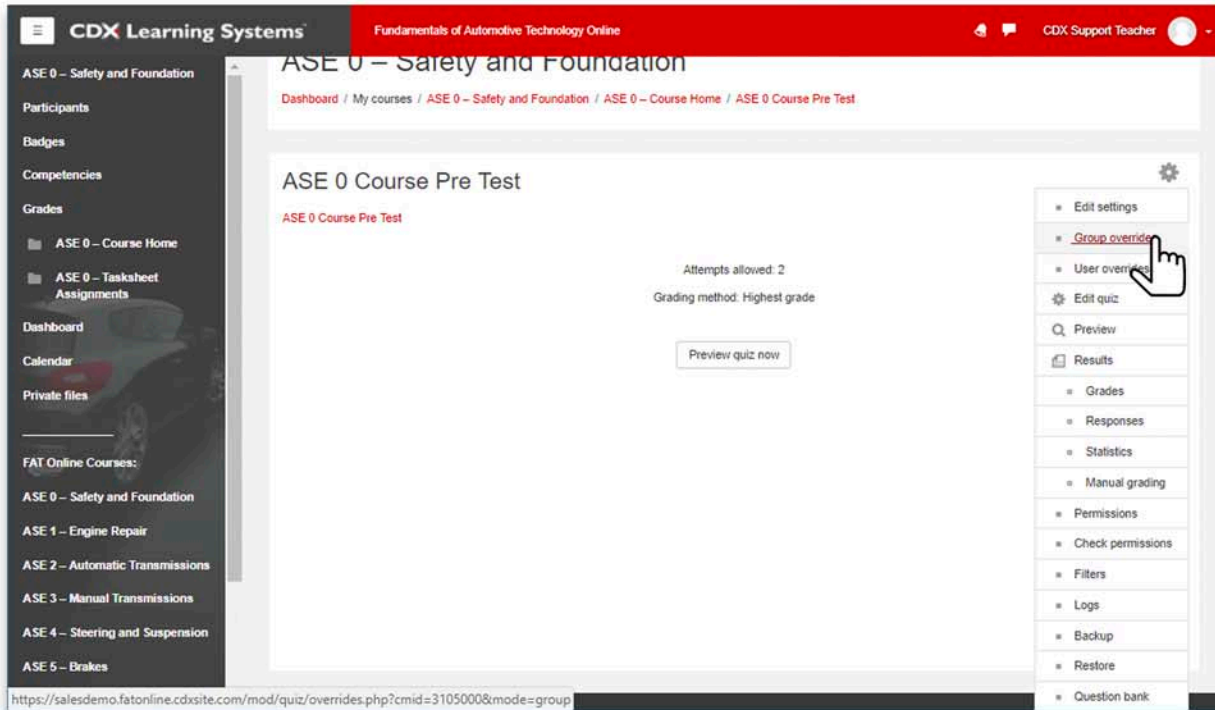 CDX Learning Systems
Fundamentals of Automotive Technology Online
CDX Support Teacher
ASE 0 – Safety and Foundation
Participants
Badges
Competencies
Grades
ASE 0 – Course Home
ASE 0 – Tasksheet
Assignments
Dashboard
Calendar
Private files
FAT Online Courses:
ASE 0 – Safety and Foundation
ASE 1 – Engine Repair
ASE 2 – Automatic Transmissions
ASE 3 – Manual Transmissions
ASE 4 – Steering and Suspension
ASE 5 – Brakes
ASE 0 – Safety and Foundation
Dashboard / My courses / ASE 0 – Safety and Foundation / ASE 0 – Course Home / ASE 0 Course Pre Test
ASE 0 Course Pre Test
ASE 0 Course Pre Test
Attempts allowed: 2
Grading method: Highest grade
Preview quiz now
Edit settings
Group overrides
User overrides
Edit quiz
Preview
Results
Grades
Responses
Statistics
Manual grading
Permissions
Check permissions
Filters
Logs
Backup
Restore
Question bank
https://salesdemo.fatonline.cdxsite.com/mod/quiz/overrides.php?cmid=3105000&mode=group